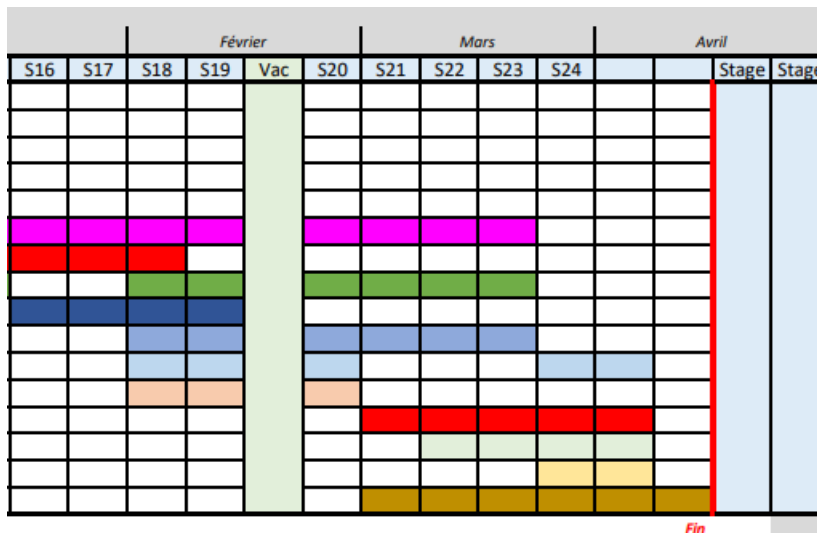 Février Mars Avril
S16 S17 S18 S19 Vac S20 S21 S22 S23 S24 Stage Stage
Fin